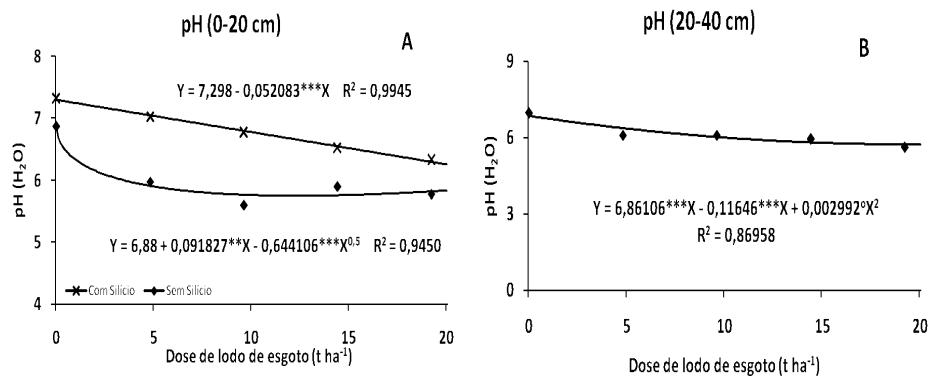 pH (0-20 cm)
A
8
7
6
5
4
pH (H₂O)
Y = 7,298 - 0,052083***X R² = 0,9945
Y = 6,88 + 0,091827**X - 0,644106***X⁰,⁵ R² = 0,9450
Com Silício Sem Silício
0 5 10 15 20
Dose de lodo de esgoto (t ha⁻¹)
pH (20-40 cm)
B
9
6
3
0
pH (H₂O)
Y = 6,86106***X - 0,11646***X + 0,002992°X²
R² = 0,86958
0 5 10 15 20
Dose de lodo de esgoto (t ha⁻¹)